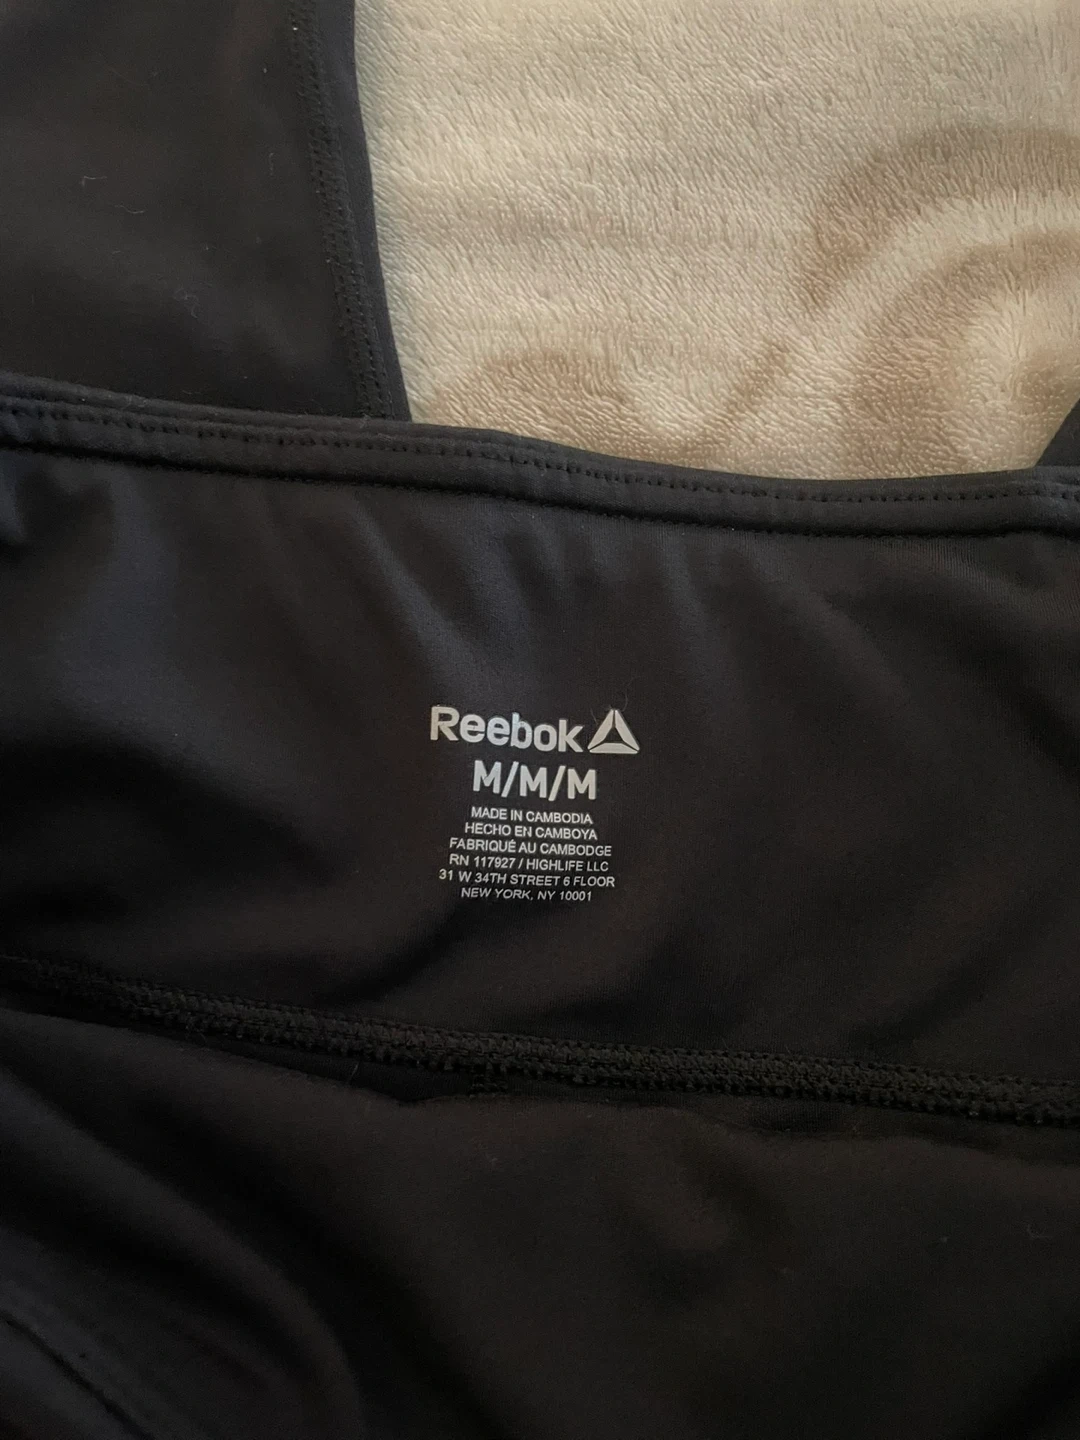 Reebok
M/M/M
MADE IN CAMBODIA
HECHO EN CAMBOYA
FABRIQUÉ AU CAMBODGE
RN 117927 / HIGHLIFE LLC
31 W 34TH STREET 6 FLOOR
NEW YORK, NY 10001